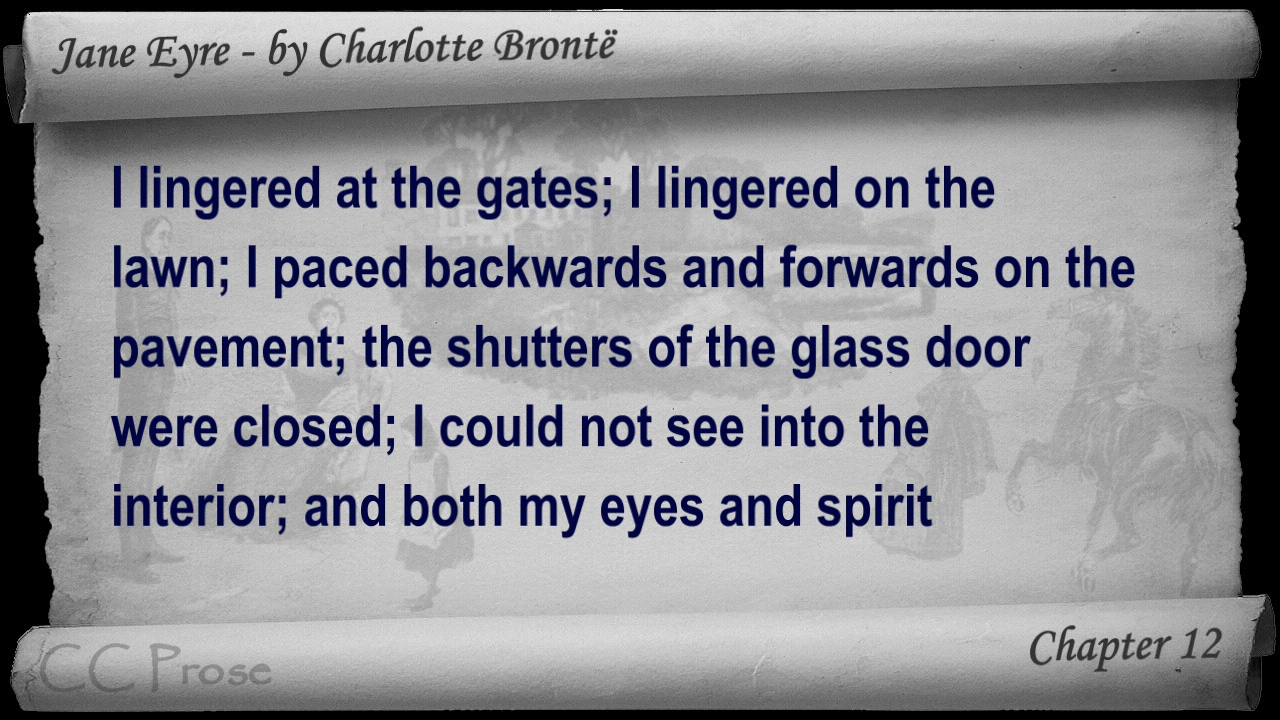 Jane Eyre - by Charlotte Brontë
I lingered at the gates; I lingered on the
lawn; I paced backwards and forwards on the
pavement; the shutters of the glass door
were closed; I could not see into the
interior; and both my eyes and spirit
CC Prose
Chapter 12